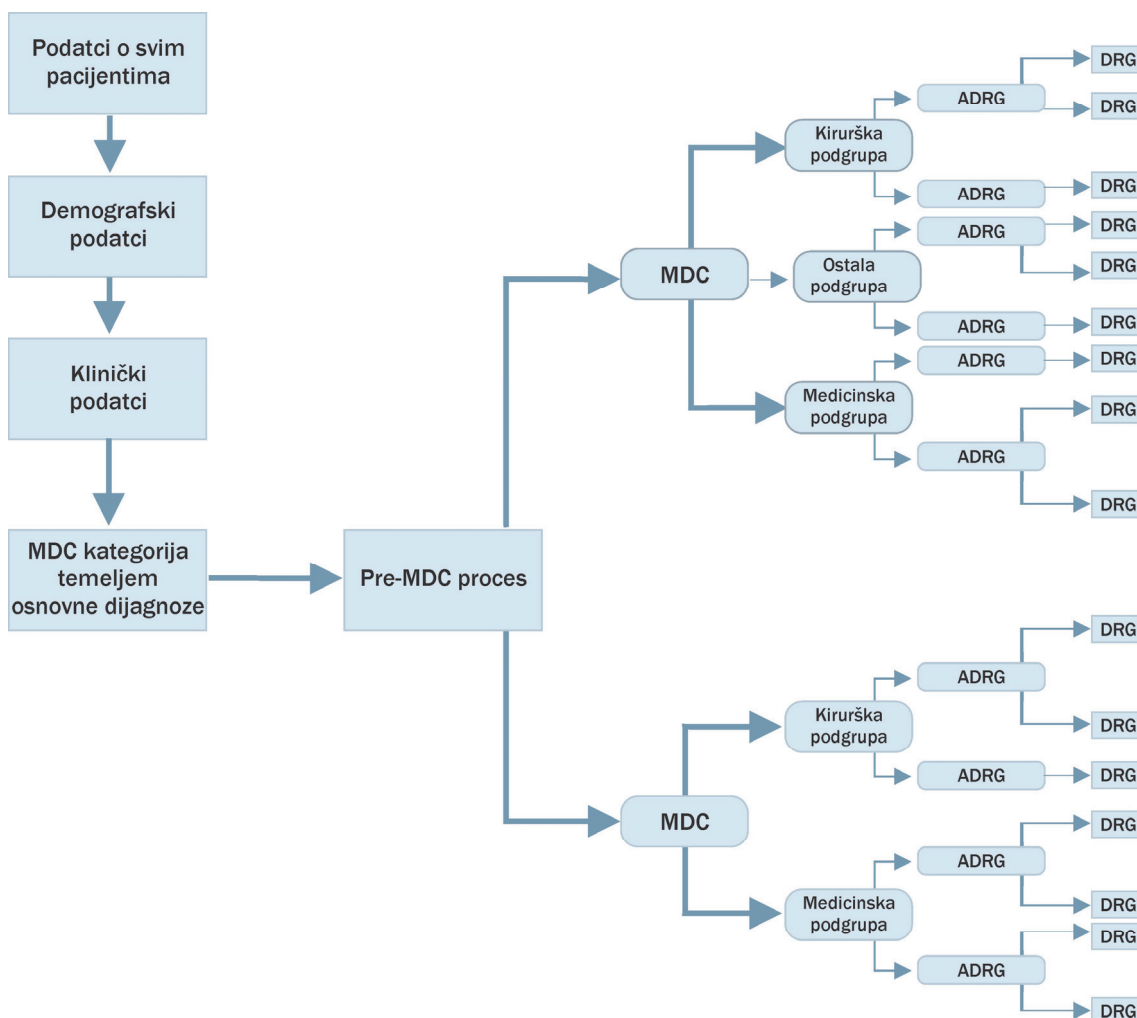 Podatci o svim
pacijentima
Demografski
podatci
Klinički
podatci
MDC kategorija
temeljem
osnovne dijagnoze
Pre-MDC proces
MDC
Kirurška
podgrupa
ADRG
DRG
DRG
ADRG
DRG
Ostala
podgrupa
ADRG
DRG
DRG
ADRG
DRG
Medicinska
podgrupa
ADRG
DRG
ADRG
DRG
DRG
MDC
Kirurška
podgrupa
ADRG
DRG
DRG
ADRG
DRG
Medicinska
podgrupa
ADRG
DRG
DRG
ADRG
DRG
DRG